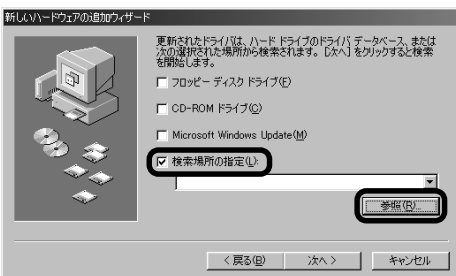 新しいハードウェアの追加ウィザード
更新されたドライバは、ハード ドライブのドライバ データベース、または
次の選択された場所から検索されます。[次へ] をクリックすると検索
を開始します。
フロッピー ディスク ドライブ(F)
CD-ROM ドライブ(C)
Microsoft Windows Update(M)
検索場所の指定(L):
参照(R)...
< 戻る(B)
次へ >
キャンセル